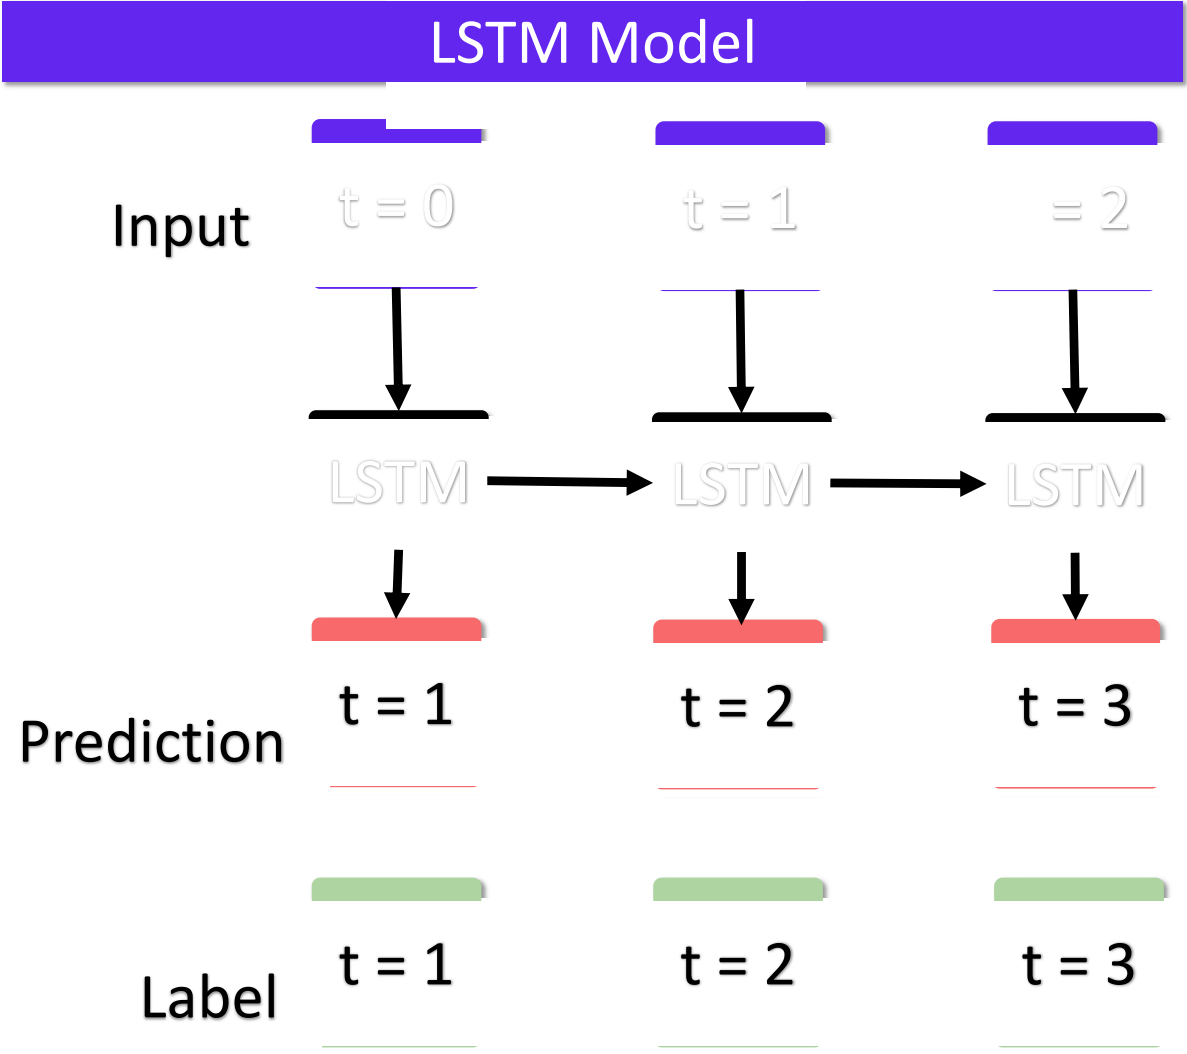 LSTM Model
Input
t = 0
t = 1
= 2
LSTM
LSTM
LSTM
Prediction
t = 1
t = 2
t = 3
Label
t = 1
t = 2
t = 3